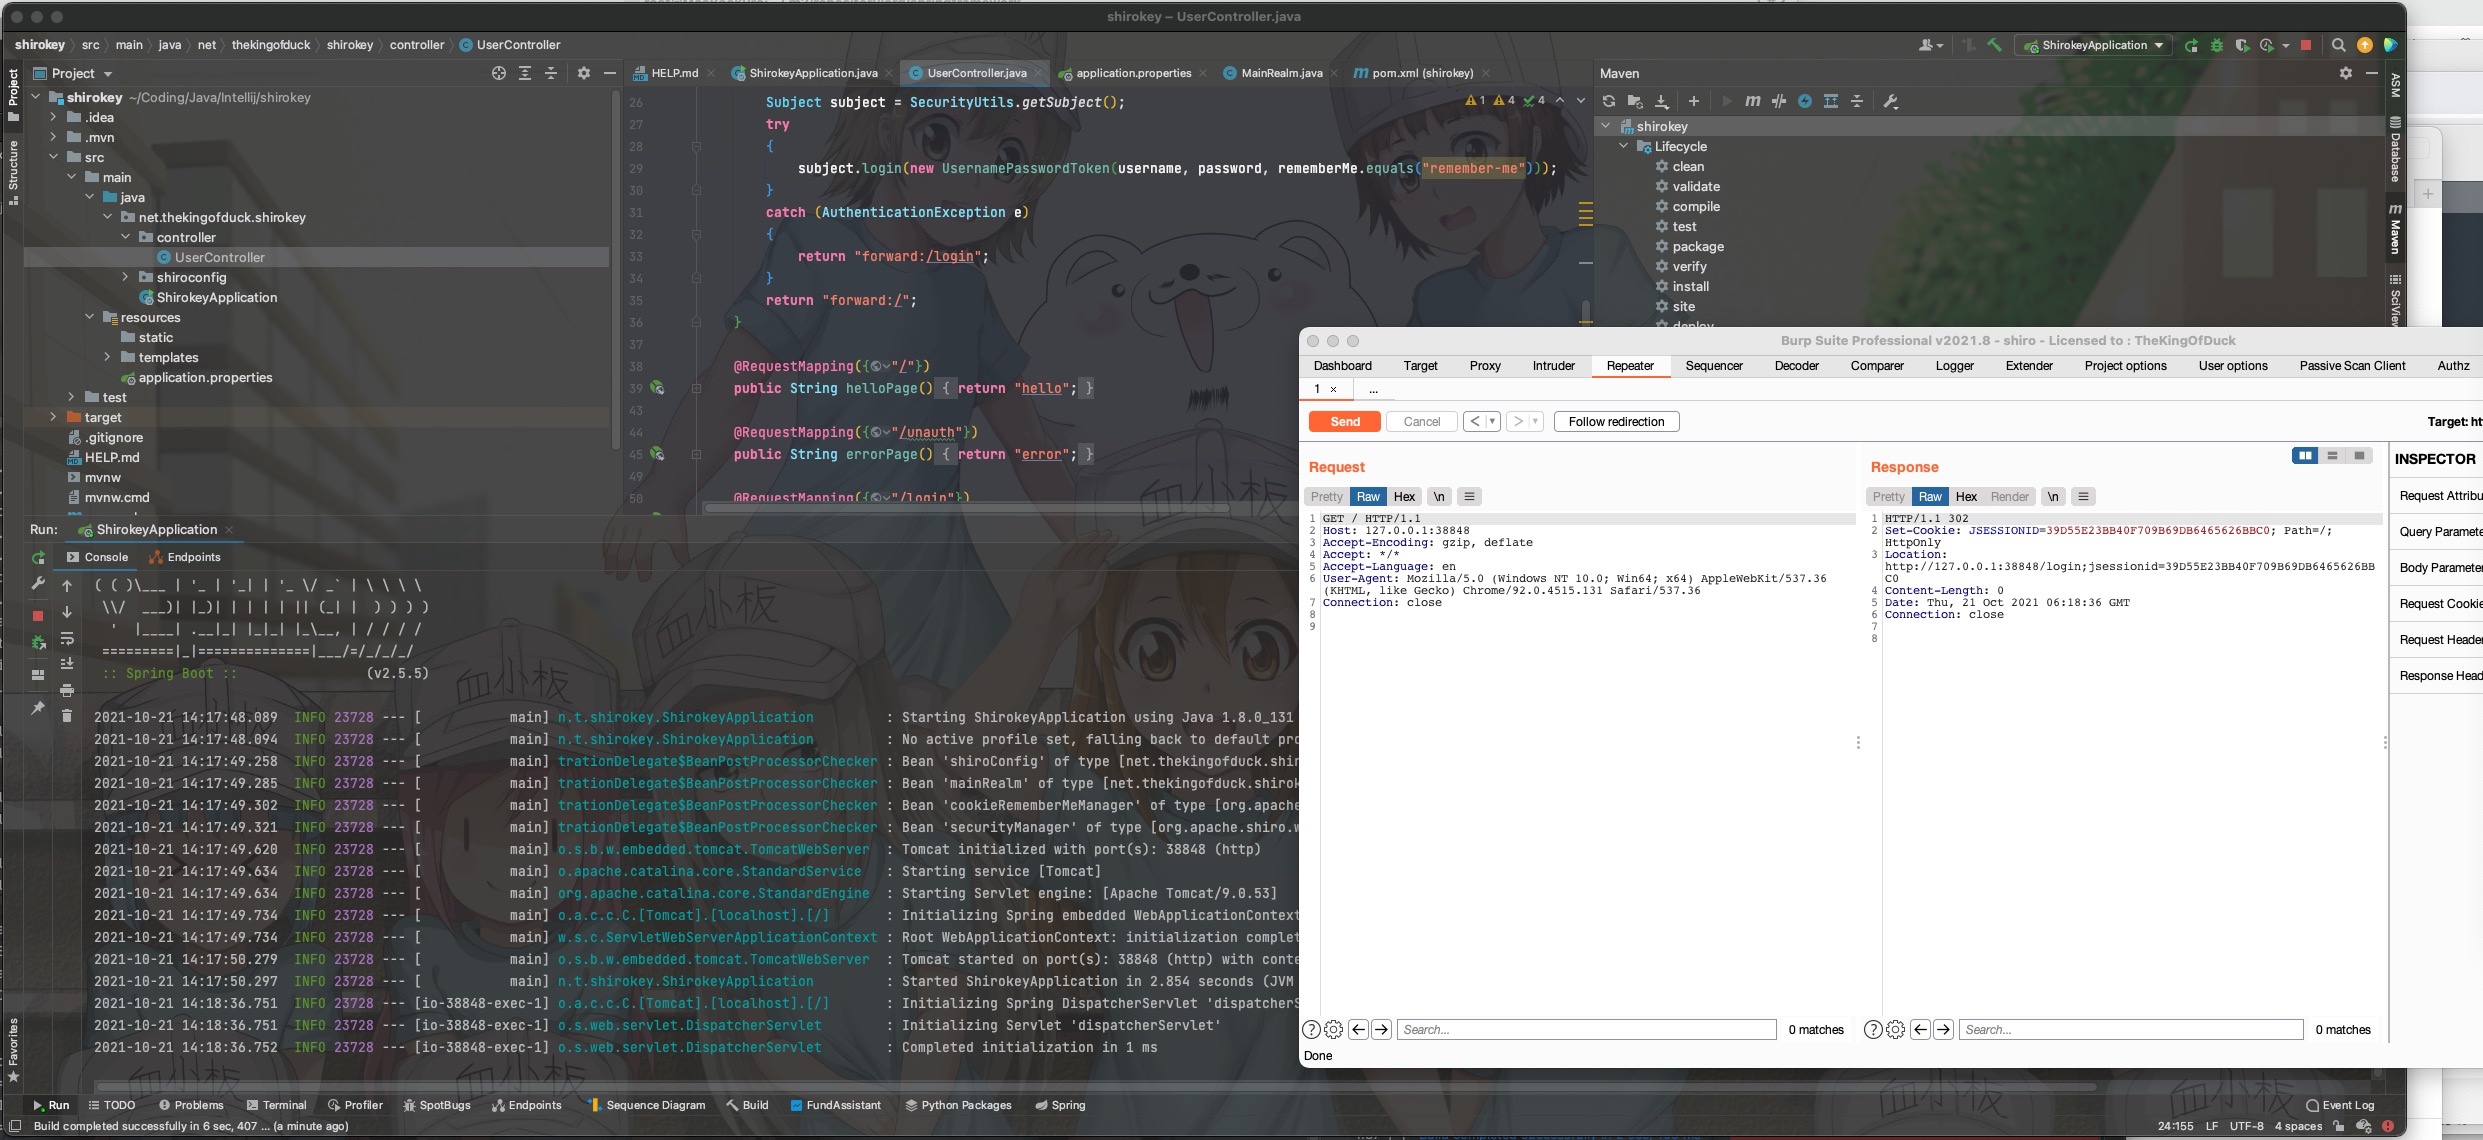 shirokey – UserController.java
shirokey src main java net thekingofduck shirokey controller UserController
ShirokeyApplication
Project
HELP.md ShirokeyApplication.java UserController.java application.properties MainRealm.java pom.xml (shirokey)
Maven
Project
Structure
Favorites
shirokey ~/Coding/Java/Intellij/shirokey
.idea
.mvn
src
main
java
net.thekingofduck.shirokey
controller
UserController
shiroconfig
ShirokeyApplication
resources
static
templates
application.properties
test
target
.gitignore
HELP.md
mvnw
mvnw.cmd
1 4 4
26 Subject subject = SecurityUtils.getSubject();
27 try
28 {
29 subject.login(new UsernamePasswordToken(username, password, rememberMe.equals("remember-me")));
30 }
31 catch (AuthenticationException e)
32 {
33 return "forward:/login";
34 }
35 return "forward:/";
36 }
37
38 @RequestMapping({"/"})
39 public String helloPage() { return "hello"; }
43
44 @RequestMapping({"/unauth"})
45 public String errorPage() { return "error"; }
49
50 @RequestMapping({"/login"})
shirokey
Lifecycle
clean
validate
compile
test
package
verify
install
site
deploy
ASM
Database
Maven
SciView
Run: ShirokeyApplication
Console Endpoints
:: Spring Boot :: (v2.5.5)
2021-10-21 14:17:48.089 INFO 23728 --- [ main] n.t.shirokey.ShirokeyApplication : Starting ShirokeyApplication using Java 1.8.0_131
2021-10-21 14:17:48.094 INFO 23728 --- [ main] n.t.shirokey.ShirokeyApplication : No active profile set, falling back to default pro
2021-10-21 14:17:49.258 INFO 23728 --- [ main] trationDelegate$BeanPostProcessorChecker : Bean 'shiroConfig' of type [net.thekingofduck.shir
2021-10-21 14:17:49.285 INFO 23728 --- [ main] trationDelegate$BeanPostProcessorChecker : Bean 'mainRealm' of type [net.thekingofduck.shirok
2021-10-21 14:17:49.302 INFO 23728 --- [ main] trationDelegate$BeanPostProcessorChecker : Bean 'cookieRememberMeManager' of type [org.apache
2021-10-21 14:17:49.321 INFO 23728 --- [ main] trationDelegate$BeanPostProcessorChecker : Bean 'securityManager' of type [org.apache.shiro.w
2021-10-21 14:17:49.620 INFO 23728 --- [ main] o.s.b.w.embedded.tomcat.TomcatWebServer : Tomcat initialized with port(s): 38848 (http)
2021-10-21 14:17:49.634 INFO 23728 --- [ main] o.apache.catalina.core.StandardService : Starting service [Tomcat]
2021-10-21 14:17:49.634 INFO 23728 --- [ main] org.apache.catalina.core.StandardEngine : Starting Servlet engine: [Apache Tomcat/9.0.53]
2021-10-21 14:17:49.734 INFO 23728 --- [ main] o.a.c.c.C.[Tomcat].[localhost].[/] : Initializing Spring embedded WebApplicationContext
2021-10-21 14:17:49.734 INFO 23728 --- [ main] w.s.c.ServletWebServerApplicationContext : Root WebApplicationContext: initialization complet
2021-10-21 14:17:50.279 INFO 23728 --- [ main] o.s.b.w.embedded.tomcat.TomcatWebServer : Tomcat started on port(s): 38848 (http) with conte
2021-10-21 14:17:50.297 INFO 23728 --- [ main] n.t.shirokey.ShirokeyApplication : Started ShirokeyApplication in 2.854 seconds (JVM
2021-10-21 14:18:36.751 INFO 23728 --- [io-38848-exec-1] o.a.c.c.C.[Tomcat].[localhost].[/] : Initializing Spring DispatcherServlet 'dispatcherS
2021-10-21 14:18:36.751 INFO 23728 --- [io-38848-exec-1] o.s.web.servlet.DispatcherServlet : Initializing Servlet 'dispatcherServlet'
2021-10-21 14:18:36.752 INFO 23728 --- [io-38848-exec-1] o.s.web.servlet.DispatcherServlet : Completed initialization in 1 ms
Burp Suite Professional v2021.8 - shiro - Licensed to : TheKingOfDuck
Dashboard Target Proxy Intruder Repeater Sequencer Decoder Comparer Logger Extender Project options User options Passive Scan Client Authz
1 × ...
Send Cancel < > Follow redirection Target: ht
Request
Pretty Raw Hex \n
1 GET / HTTP/1.1
2 Host: 127.0.0.1:38848
3 Accept-Encoding: gzip, deflate
4 Accept: */*
5 Accept-Language: en
6 User-Agent: Mozilla/5.0 (Windows NT 10.0; Win64; x64) AppleWebKit/537.36
(KHTML, like Gecko) Chrome/92.0.4515.131 Safari/537.36
7 Connection: close
8
9
Response
Pretty Raw Hex Render \n
1 HTTP/1.1 302
2 Set-Cookie: JSESSIONID=39D55E23BB40F709B69DB6465626BBC0; Path=/;
HttpOnly
3 Location:
http://127.0.0.1:38848/login;jsessionid=39D55E23BB40F709B69DB6465626BB
C0
4 Content-Length: 0
5 Date: Thu, 21 Oct 2021 06:18:36 GMT
6 Connection: close
7
8
INSPECTOR
Request Attribu
Query Paramete
Body Parameter
Request Cookie
Request Header
Response Head
Search... 0 matches
Search... 0 matches
Done
血小板
血小板
Run TODO Problems Terminal Profiler SpotBugs Endpoints Sequence Diagram Build FundAssistant Python Packages Spring
Event Log
Build completed successfully in 6 sec, 407 ... (a minute ago)
24:155 LF UTF-8 4 spaces